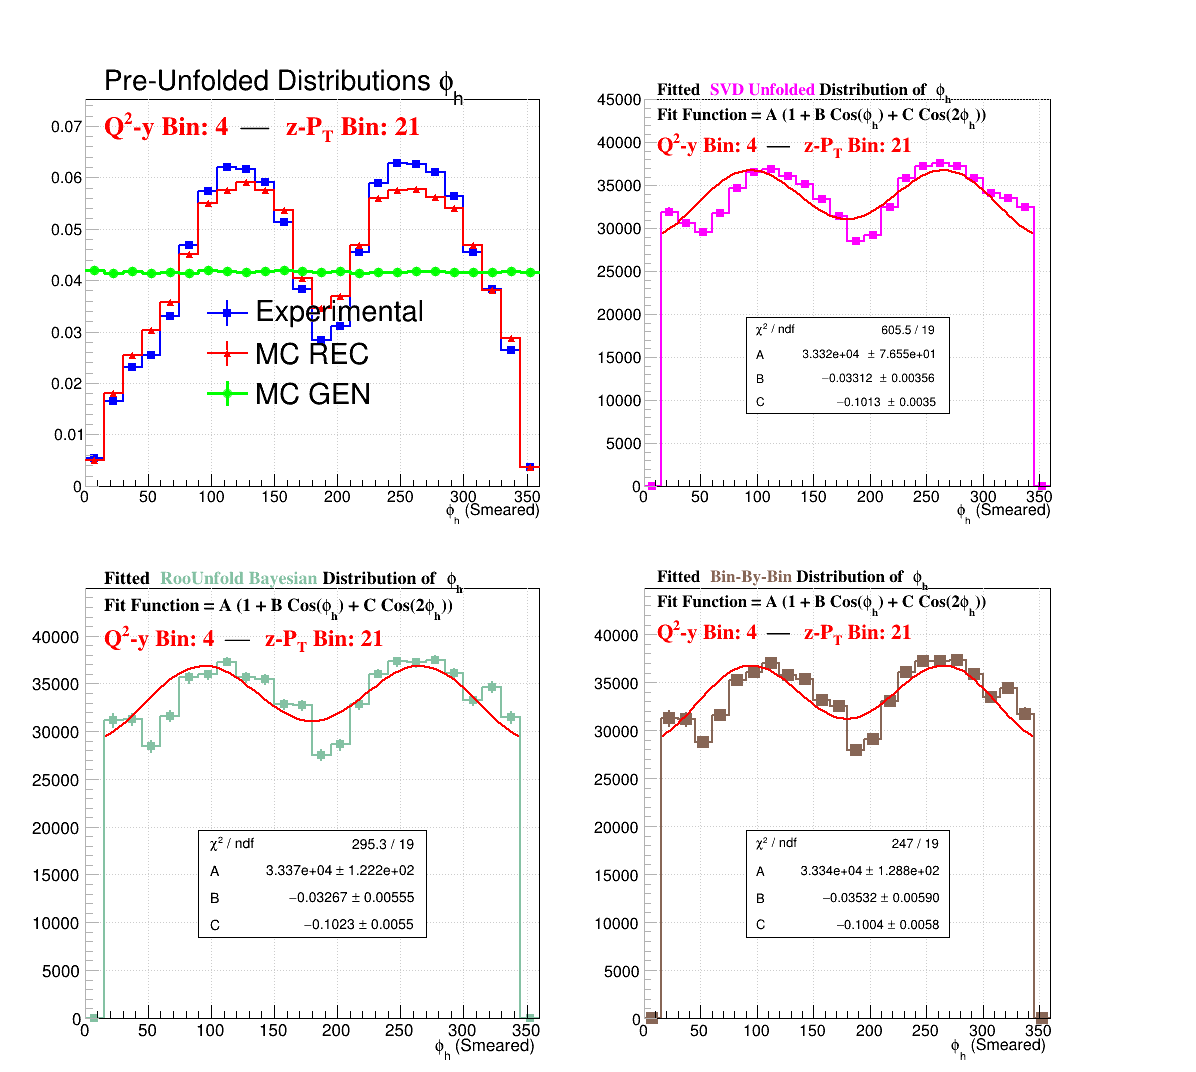 Pre-Unfolded Distributions ϕh
Q2-y Bin: 4 — z-PT Bin: 21
0.07
0.06
0.05
0.04
0.03
0.02
0.01
0
Experimental
MC REC
MC GEN
0 50 100 150 200 250 300 350
ϕh (Smeared)
Fitted SVD Unfolded Distribution of ϕh
Fit Function = A (1 + B Cos(ϕh) + C Cos(2ϕh))
Q2-y Bin: 4 — z-PT Bin: 21
45000
40000
35000
30000
25000
20000
15000
10000
5000
0
χ2 / ndf 605.5 / 19
A 3.332e+04 ± 7.655e+01
B −0.03312 ± 0.00356
C −0.1013 ± 0.0035
0 50 100 150 200 250 300 350
ϕh (Smeared)
Fitted RooUnfold Bayesian Distribution of ϕh
Fit Function = A (1 + B Cos(ϕh) + C Cos(2ϕh))
Q2-y Bin: 4 — z-PT Bin: 21
40000
35000
30000
25000
20000
15000
10000
5000
0
χ2 / ndf 295.3 / 19
A 3.337e+04 ± 1.222e+02
B −0.03267 ± 0.00555
C −0.1023 ± 0.0055
0 50 100 150 200 250 300 350
ϕh (Smeared)
Fitted Bin-By-Bin Distribution of ϕh
Fit Function = A (1 + B Cos(ϕh) + C Cos(2ϕh))
Q2-y Bin: 4 — z-PT Bin: 21
40000
35000
30000
25000
20000
15000
10000
5000
0
χ2 / ndf 247 / 19
A 3.334e+04 ± 1.288e+02
B −0.03532 ± 0.00590
C −0.1004 ± 0.0058
0 50 100 150 200 250 300 350
ϕh (Smeared)